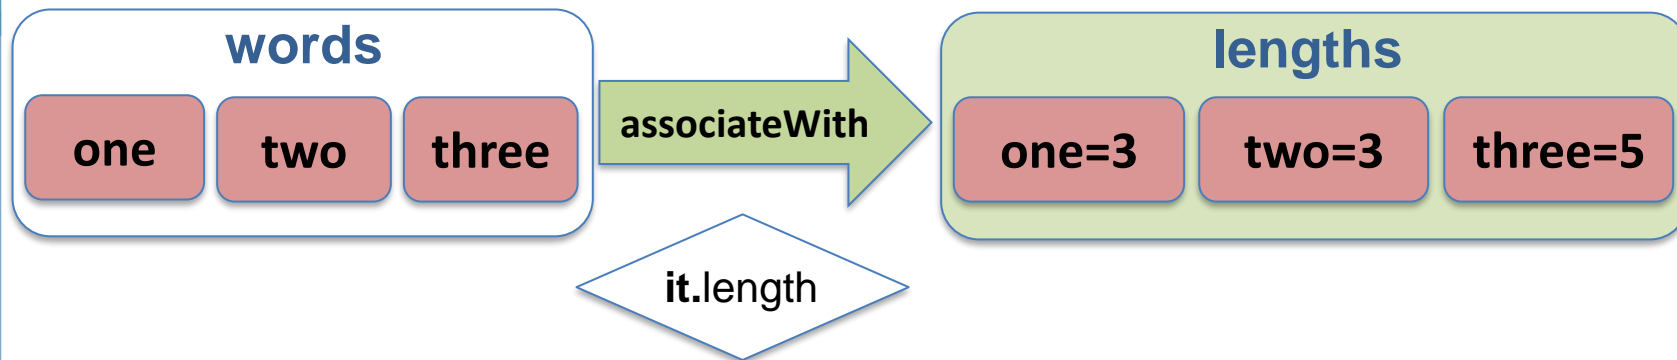 words
one two three
associateWith
it.length
lengths
one=3 two=3 three=5